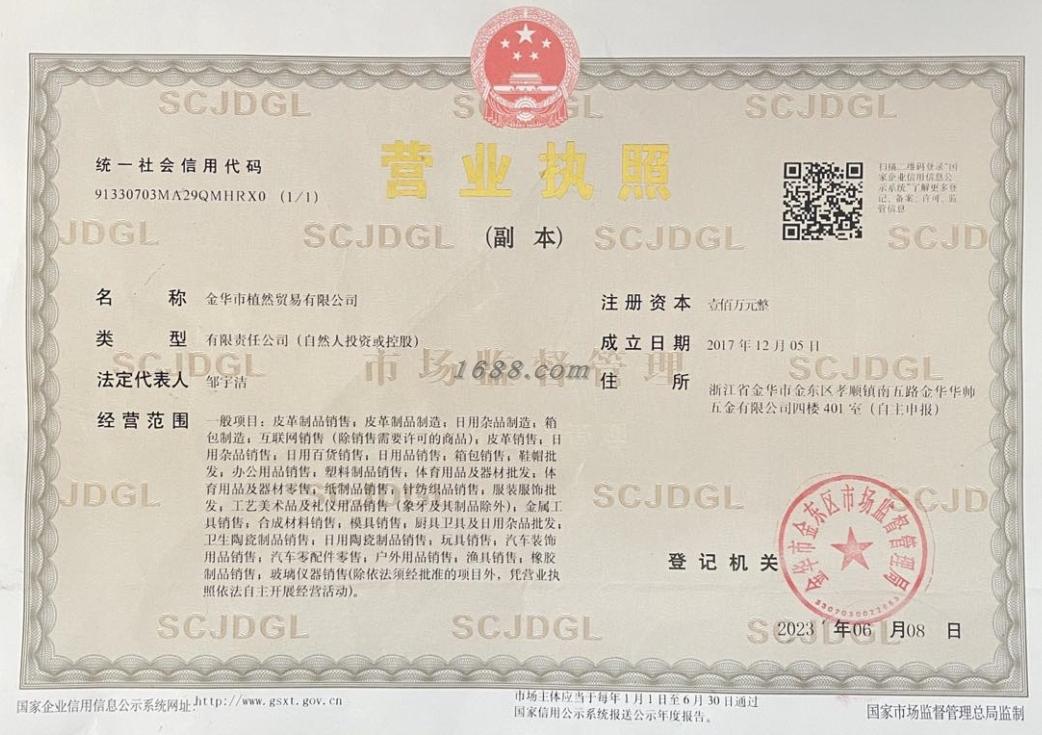 SCJDGL SCJDGL SCJDGL
统一社会信用代码
91330703MA29QMHRX0 (1/1)
营业执照
(副 本)
扫描二维码登录"国
家企业信用信息公
示系统"了解更多登
记、备案、许可、监
管信息
JDGL SCJDGL SCJDGL SCJD
名 称 金华市植然贸易有限公司
类 型 有限责任公司（自然人投资或控股）
法定代表人 邹宇洁
经营范围 一般项目：皮革制品销售；皮革制品制造；日用杂品制造；箱
包制造；互联网销售（除销售需要许可的商品）；皮革销售；日
用杂品销售；日用百货销售；日用品销售；箱包销售；鞋帽批
发；办公用品销售；塑料制品销售；体育用品及器材批发；体
育用品及器材零售；纸制品销售；针纺织品销售；服装服饰批
发；工艺美术品及礼仪用品销售（象牙及其制品除外）；金属工
具销售；合成材料销售；模具销售；厨具卫具及日用杂品批发；
卫生陶瓷制品销售；日用陶瓷制品销售；玩具销售；汽车装饰
用品销售；汽车零配件零售；户外用品销售；渔具销售；橡胶
制品销售；玻璃仪器销售(除依法须经批准的项目外，凭营业执
照依法自主开展经营活动)。
注册资本 壹佰万元整
成立日期 2017年12月05日
住 所 浙江省金华市金东区孝顺镇南五路金华华帅
五金有限公司四楼401室（自主申报）
SCJDGL 市场监督管理 SCJDGL
1688.com
JDGL SCJDGL SCJDGL SCJD
登记机关
金华市金东区市场监督管理局
2023 年06 月08 日
SCJDGL SCJDGL SCJDGL
国家企业信用信息公示系统网址:http://www.gsxt.gov.cn
市场主体应当于每年1月1日至6月30日通过
国家信用公示系统报送公示年度报告。
国家市场监督管理总局监制